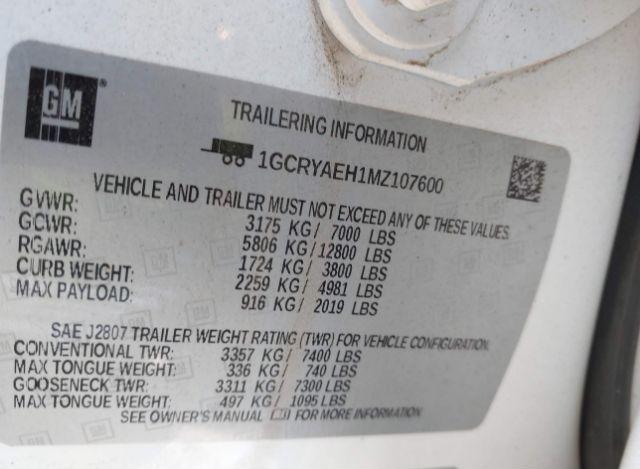 GM
TRAILERING INFORMATION
1GCRYAEH1MZ107600
VEHICLE AND TRAILER MUST NOT EXCEED ANY OF THESE VALUES.
GVWR: 3175 KG/ 7000 LBS
GCWR: 5806 KG/12800 LBS
RGAWR: 1724 KG/ 3800 LBS
CURB WEIGHT: 2259 KG/ 4981 LBS
MAX PAYLOAD: 916 KG/ 2019 LBS
SAE J2807 TRAILER WEIGHT RATING (TWR) FOR VEHICLE CONFIGURATION.
CONVENTIONAL TWR: 3357 KG/ 7400 LBS
MAX TONGUE WEIGHT: 336 KG/ 740 LBS
GOOSENECK TWR: 3311 KG/ 7300 LBS
MAX TONGUE WEIGHT: 497 KG/ 1095 LBS
SEE OWNER'S MANUAL FOR MORE INFORMATION